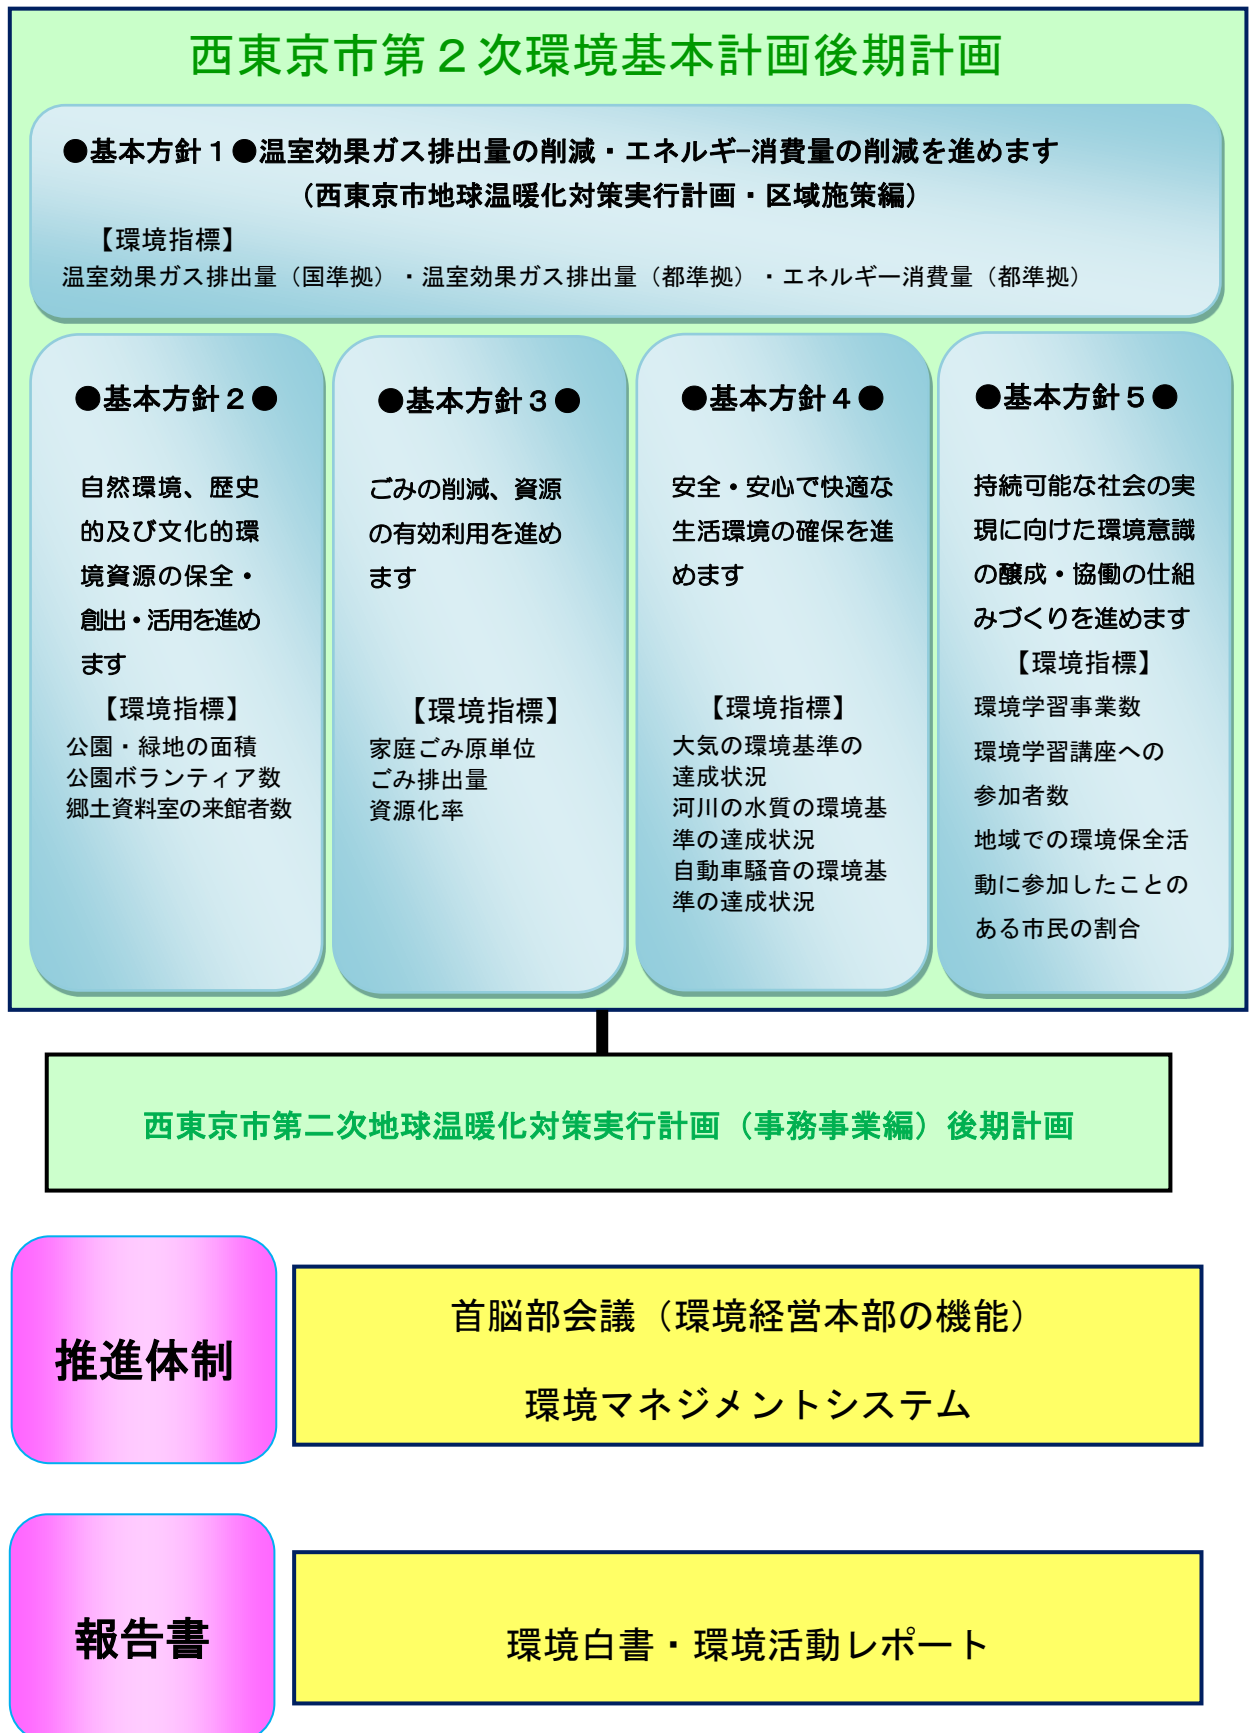 西東京市第２次環境基本計画後期計画
●基本方針１●温室効果ガス排出量の削減・エネルギー消費量の削減を進めます
（西東京市地球温暖化対策実行計画・区域施策編）
【環境指標】
温室効果ガス排出量（国準拠）・温室効果ガス排出量（都準拠）・エネルギー消費量（都準拠）
●基本方針２●
自然環境、歴史
的及び文化的環
境資源の保全・
創出・活用を進め
ます
【環境指標】
公園・緑地の面積
公園ボランティア数
郷土資料室の来館者数
●基本方針３●
ごみの削減、資源
の有効利用を進め
ます
【環境指標】
家庭ごみ原単位
ごみ排出量
資源化率
●基本方針４●
安全・安心で快適な
生活環境の確保を進
めます
【環境指標】
大気の環境基準の
達成状況
河川の水質の環境基
準の達成状況
自動車騒音の環境基
準の達成状況
●基本方針５●
持続可能な社会の実
現に向けた環境意識
の醸成・協働の仕組
みづくりを進めます
【環境指標】
環境学習事業数
環境学習講座への
参加者数
地域での環境保全活
動に参加したことの
ある市民の割合
西東京市第二次地球温暖化対策実行計画（事務事業編）後期計画
推進体制
首脳部会議（環境経営本部の機能）
環境マネジメントシステム
報告書
環境白書・環境活動レポート